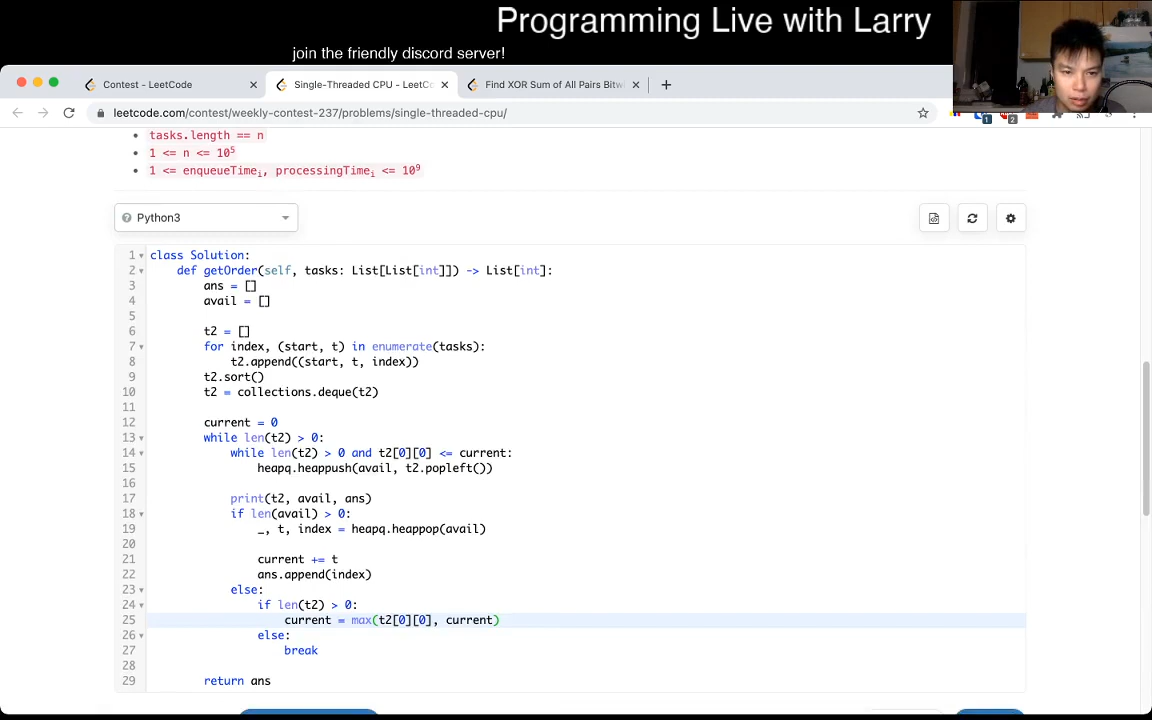 Programming Live with Larry
join the friendly discord server!
Contest - LeetCode
Single-Threaded CPU - LeetCo
Find XOR Sum of All Pairs Bitw
leetcode.com/contest/weekly-contest-237/problems/single-threaded-cpu/
1
2
tasks.length == n
1 <= n <= 10⁵
1 <= enqueueTimeᵢ, processingTimeᵢ <= 10⁹
Python3
1 class Solution:
2     def getOrder(self, tasks: List[List[int]]) -> List[int]:
3         ans = []
4         avail = []
5
6         t2 = []
7         for index, (start, t) in enumerate(tasks):
8             t2.append((start, t, index))
9         t2.sort()
10         t2 = collections.deque(t2)
11
12         current = 0
13         while len(t2) > 0:
14             while len(t2) > 0 and t2[0][0] <= current:
15                 heapq.heappush(avail, t2.popleft())
16
17             print(t2, avail, ans)
18             if len(avail) > 0:
19                 _, t, index = heapq.heappop(avail)
20
21                 current += t
22                 ans.append(index)
23             else:
24                 if len(t2) > 0:
25                     current = max(t2[0][0], current)
26                 else:
27                     break
28
29         return ans